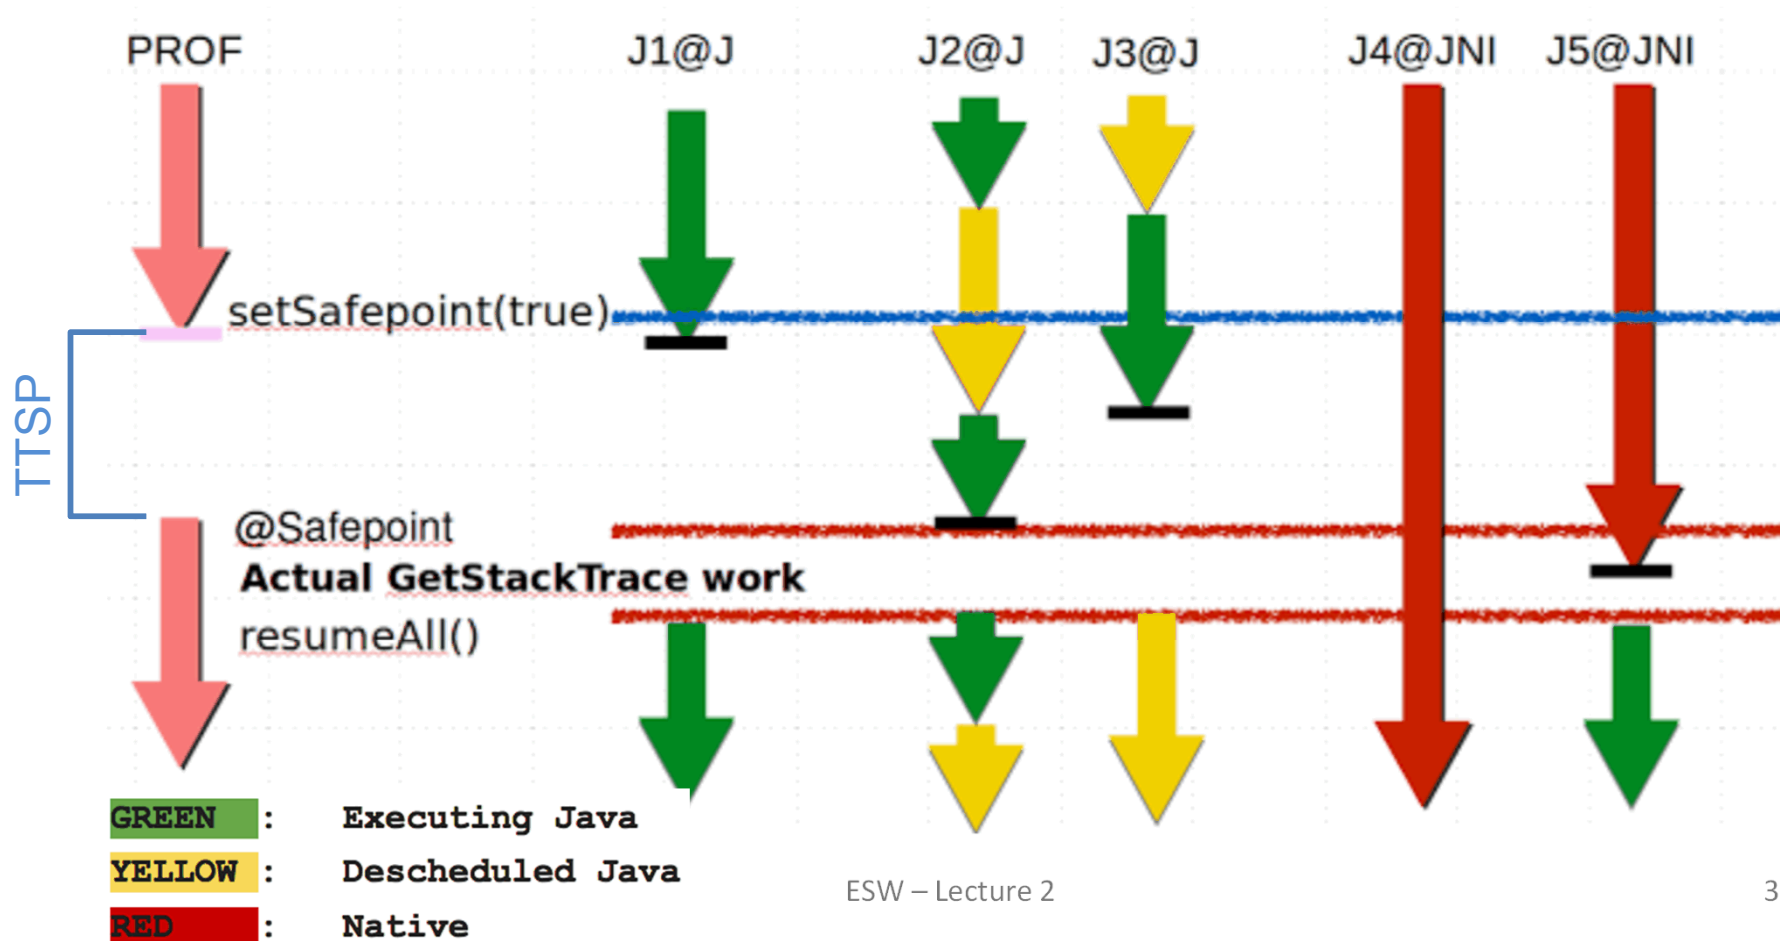 PROF J1@J J2@J J3@J J4@JNI J5@JNI
setSafepoint(true)
TTSP
@Safepoint
Actual GetStackTrace work
resumeAll()
GREEN : Executing Java
YELLOW : Descheduled Java
RED : Native
ESW – Lecture 2
3